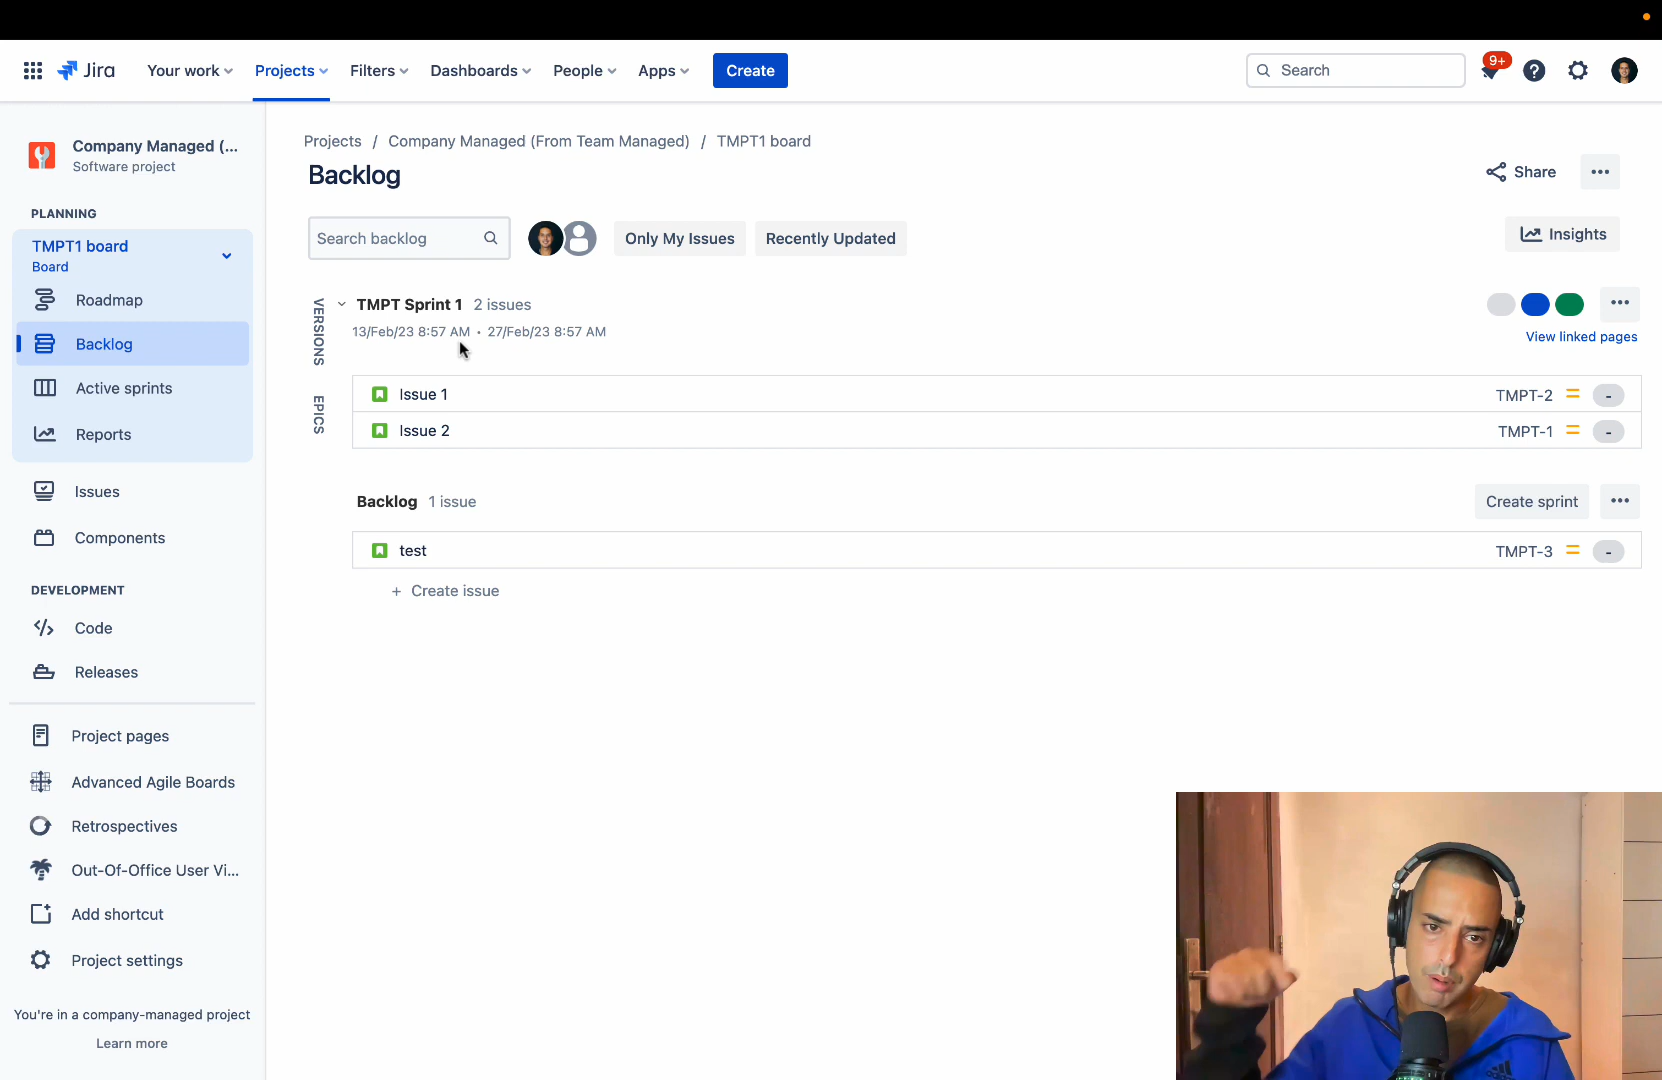 Jira
Your work
Projects
Filters
Dashboards
People
Apps
Create
Search
9+
Company Managed (...
Software project
PLANNING
TMPT1 board
Board
Roadmap
Backlog
Active sprints
Reports
Issues
Components
DEVELOPMENT
Code
Releases
Project pages
Advanced Agile Boards
Retrospectives
Out-Of-Office User Vi...
Add shortcut
Project settings
You're in a company-managed project
Learn more
Projects / Company Managed (From Team Managed) / TMPT1 board
Backlog
Share
Search backlog
Only My Issues
Recently Updated
Insights
VERSIONS
EPICS
TMPT Sprint 1 2 issues
13/Feb/23 8:57 AM • 27/Feb/23 8:57 AM
View linked pages
Issue 1 TMPT-2 -
Issue 2 TMPT-1 -
Backlog 1 issue
Create sprint
test TMPT-3 -
+ Create issue